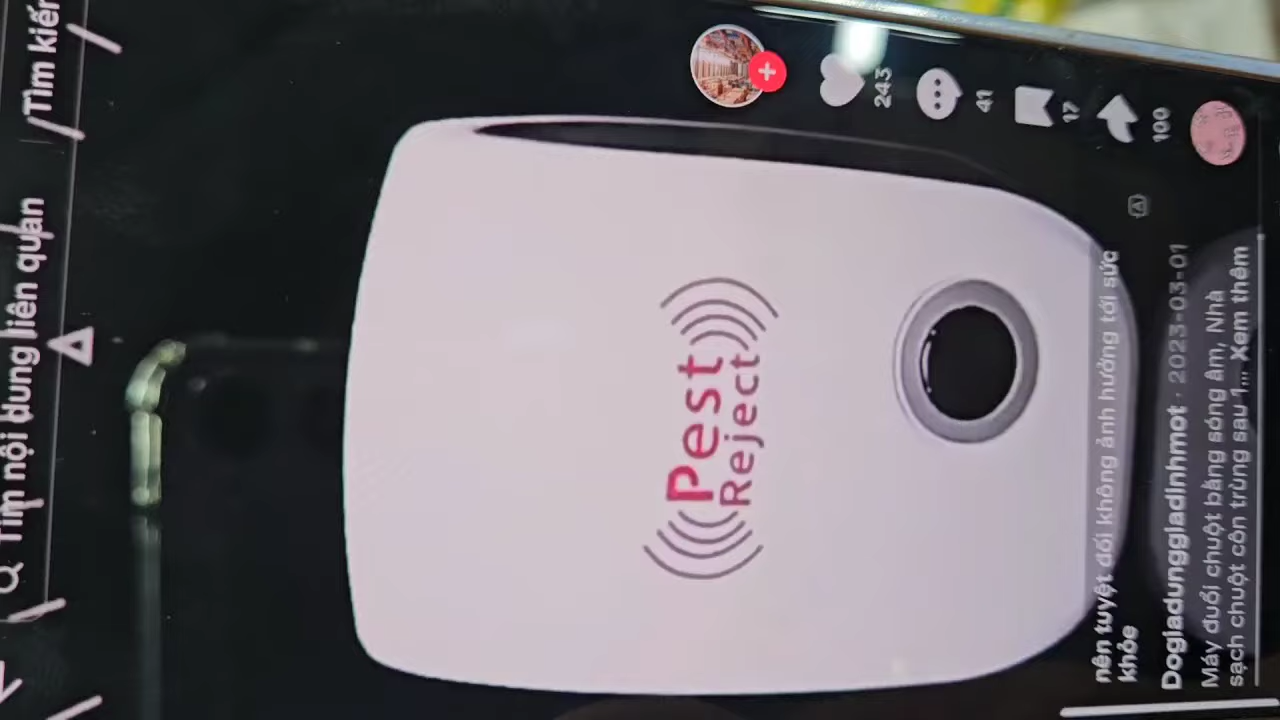 Tìm nội dung liên quan
Tìm kiếm
Pest
Reject
243
41
17
100
nên tuyệt đối không ảnh hưởng tới sức
khỏe
Dogiadunggiadinhmot · 2023-03-01
Máy đuổi chuột bằng sóng âm, Nhà
sạch chuột côn trùng sau 1... Xem thêm